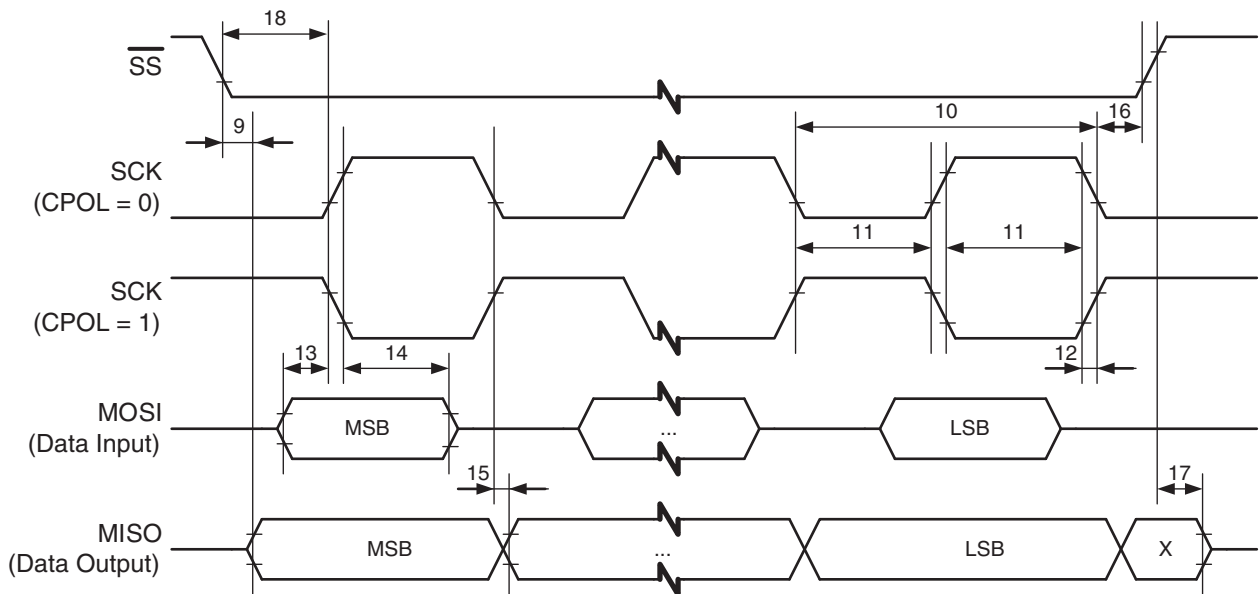 18
SS
9
10
16
SCK
(CPOL = 0)
11
11
SCK
(CPOL = 1)
13
14
12
MOSI
(Data Input)
MSB
...
LSB
15
17
MISO
(Data Output)
MSB
...
LSB
X